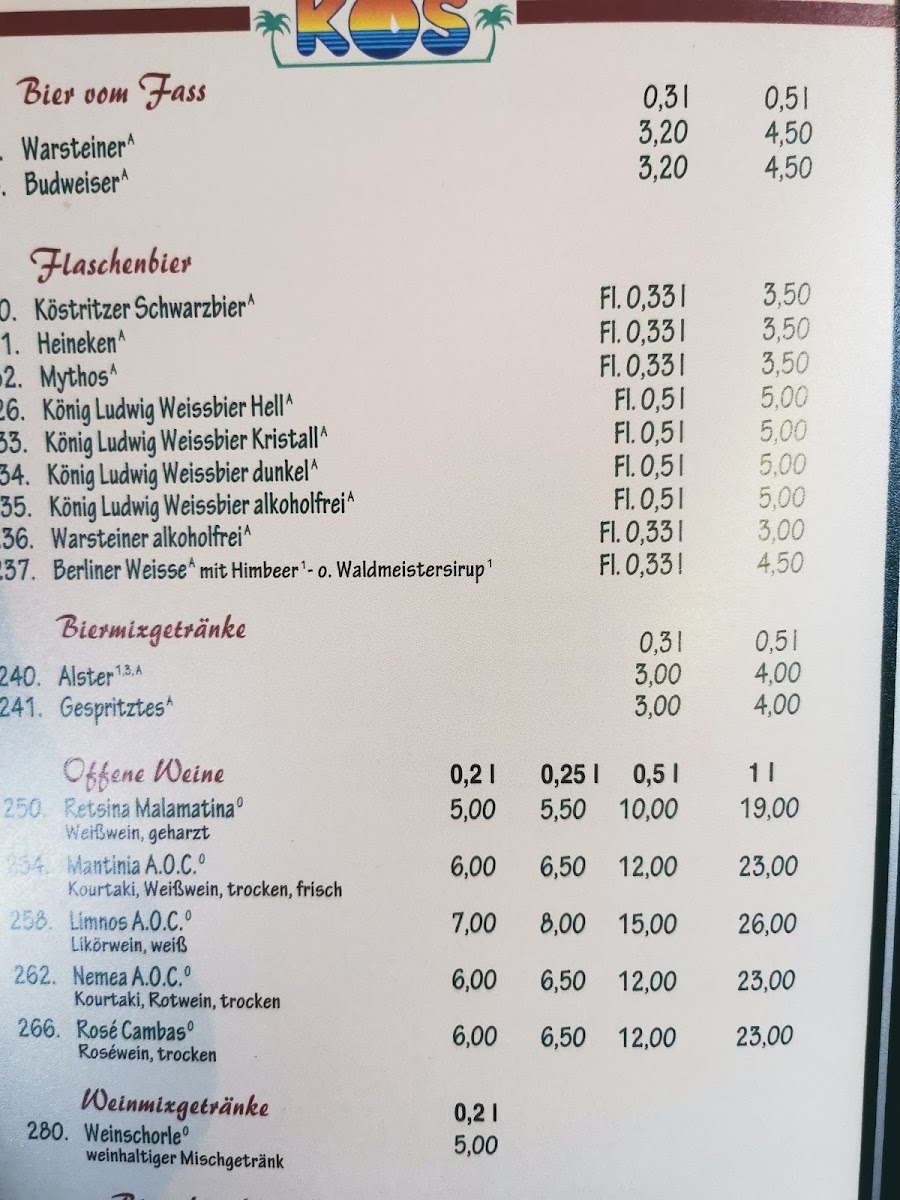 KOS
Bier vom Fass 0,3 l 0,5 l
. Warsteiner A 3,20 4,50
. Budweiser A 3,20 4,50
Flaschenbier
0. Köstritzer Schwarzbier A Fl. 0,33 l 3,50
1. Heineken A Fl. 0,33 l 3,50
2. Mythos A Fl. 0,33 l 3,50
26. König Ludwig Weissbier Hell A Fl. 0,5 l 5,00
33. König Ludwig Weissbier Kristall A Fl. 0,5 l 5,00
34. König Ludwig Weissbier dunkel A Fl. 0,5 l 5,00
35. König Ludwig Weissbier alkoholfrei A Fl. 0,5 l 5,00
236. Warsteiner alkoholfrei A Fl. 0,33 l 3,00
237. Berliner Weisse A mit Himbeer 1- o. Waldmeistersirup 1 Fl. 0,33 l 4,50
Biermixgetränke 0,3 l 0,5 l
240. Alster 1,3,A 3,00 4,00
241. Gespritztes A 3,00 4,00
Offene Weine 0,2 l 0,25 l 0,5 l 1 l
250. Retsina Malamatina O 5,00 5,50 10,00 19,00
Weißwein, geharzt
254. Mantinia A.O.C. O 6,00 6,50 12,00 23,00
Kourtaki, Weißwein, trocken, frisch
258. Limnos A.O.C. O 7,00 8,00 15,00 26,00
Likörwein, weiß
262. Nemea A.O.C. O 6,00 6,50 12,00 23,00
Kourtaki, Rotwein, trocken
266. Rosé Cambas O 6,00 6,50 12,00 23,00
Roséwein, trocken
Weinmixgetränke 0,2 l
280. Weinschorle O 5,00
weinhaltiger Mischgetränk